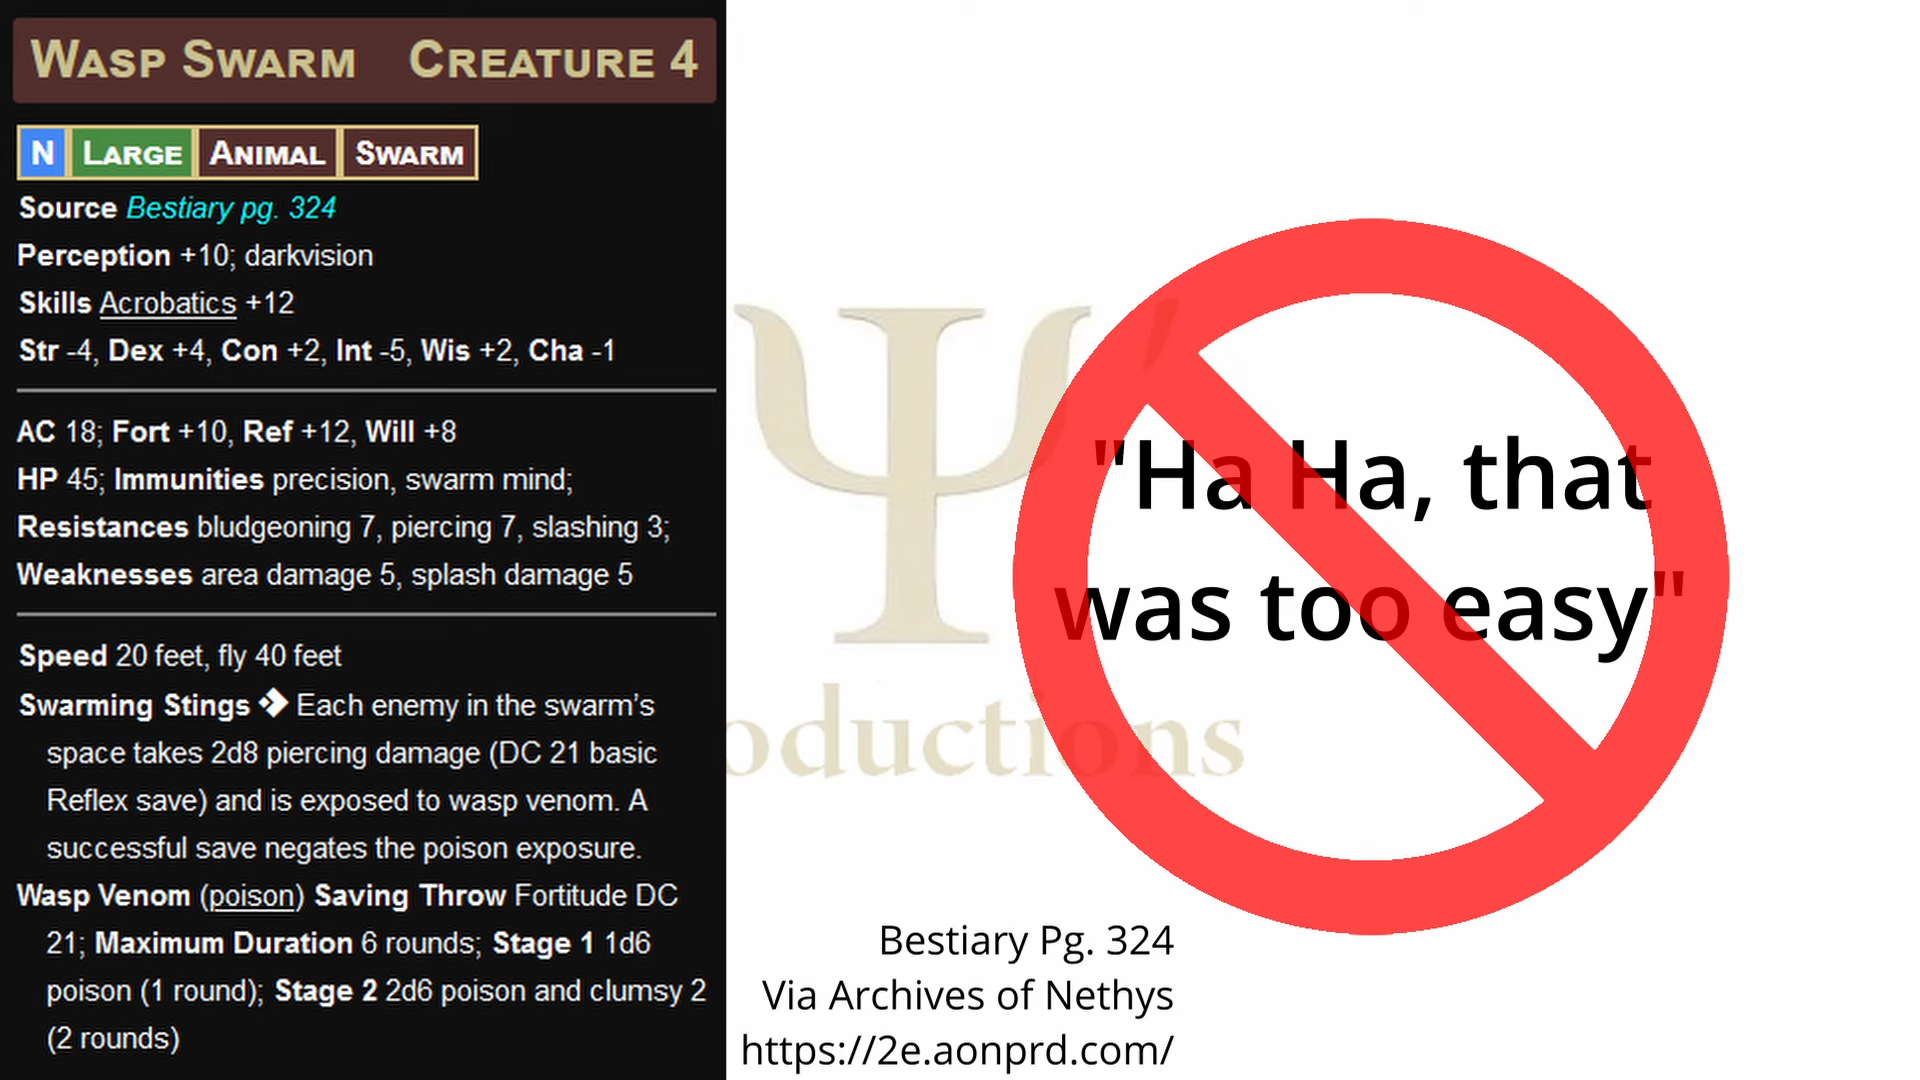 Wasp Swarm Creature 4
N Large Animal Swarm
Source Bestiary pg. 324
Perception +10; darkvision
Skills Acrobatics +12
Str -4, Dex +4, Con +2, Int -5, Wis +2, Cha -1
AC 18; Fort +10, Ref +12, Will +8
HP 45; Immunities precision, swarm mind;
Resistances bludgeoning 7, piercing 7, slashing 3;
Weaknesses area damage 5, splash damage 5
Speed 20 feet, fly 40 feet
Swarming Stings Each enemy in the swarm's
space takes 2d8 piercing damage (DC 21 basic
Reflex save) and is exposed to wasp venom. A
successful save negates the poison exposure.
Wasp Venom (poison) Saving Throw Fortitude DC
21; Maximum Duration 6 rounds; Stage 1 1d6
poison (1 round); Stage 2 2d6 poison and clumsy 2
(2 rounds)
Ψ'
oductions
"Ha Ha, that
was too easy"
Bestiary Pg. 324
Via Archives of Nethys
https://2e.aonprd.com/